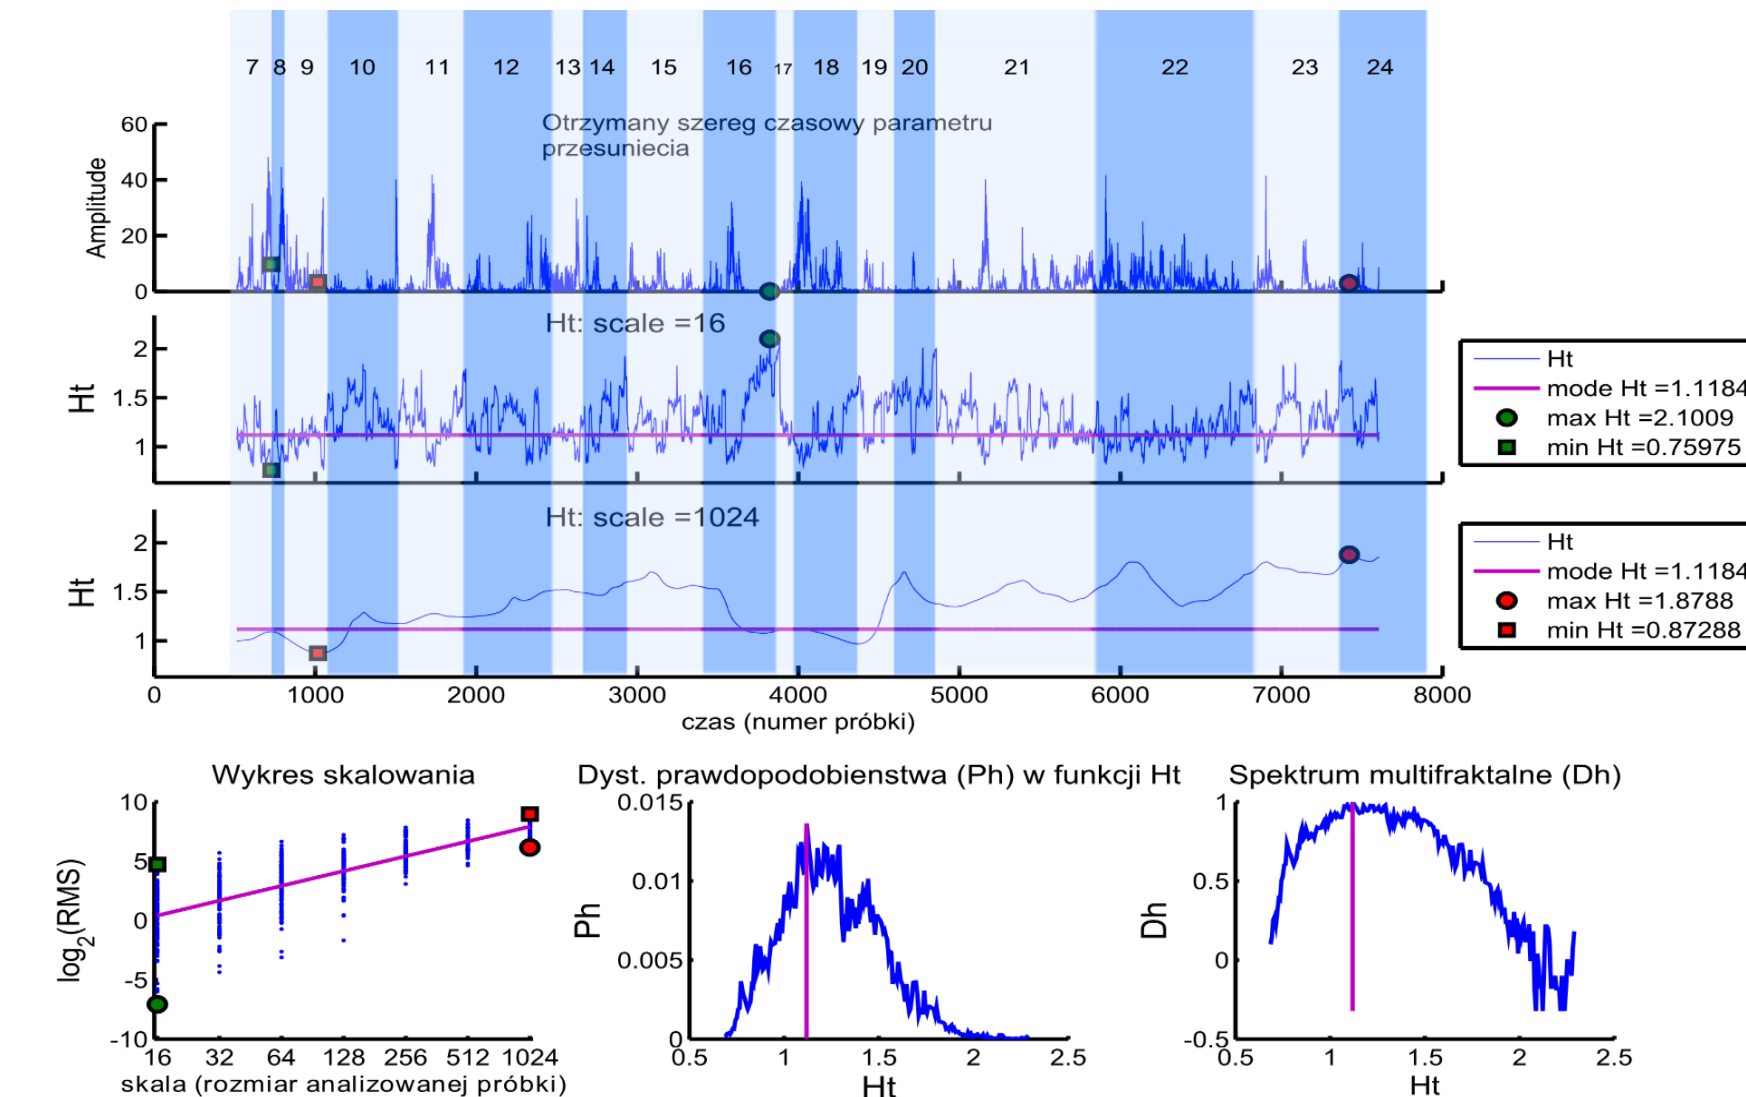 7 8 9 10 11 12 13 14 15 16 17 18 19 20 21 22 23 24
Otrzymany szereg czasowy parametru
przesuniecia
Amplitude
60
40
20
0
Ht: scale =16
Ht
2
1.5
1
Ht
mode Ht =1.1184
max Ht =2.1009
min Ht =0.75975
Ht: scale =1024
Ht
2
1.5
1
Ht
mode Ht =1.1184
max Ht =1.8788
min Ht =0.87288
0 1000 2000 3000 4000 5000 6000 7000 8000
czas (numer próbki)
Wykres skalowania
log2(RMS)
10
5
0
-5
-10
16 32 64 128 256 512 1024
skala (rozmiar analizowanej próbki)
Dyst. prawdopodobienstwa (Ph) w funkcji Ht
Ph
0.015
0.01
0.005
0
0.5 1 1.5 2 2.5
Ht
Spektrum multifraktalne (Dh)
Dh
1
0.5
0
-0.5
0.5 1 1.5 2 2.5
Ht